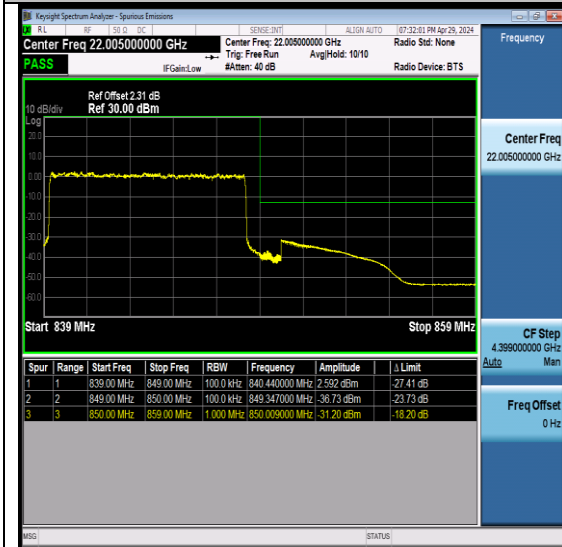 Keysight Spectrum Analyzer - Spurious Emissions
RL RF 50 Ω DC SENSE:INT ALIGN AUTO 07:32:01 PM Apr 29, 2024
Center Freq 22.005000000 GHz
Center Freq: 22.005000000 GHz
Radio Std: None
Trig: Free Run Avg|Hold: 10/10
PASS
IFGain:Low
#Atten: 40 dB
Radio Device: BTS
Ref Offset 2.31 dB
10 dB/div Ref 30.00 dBm
Log
20.0
10.0
0.00
-10.0
-20.0
-30.0
-40.0
-50.0
-60.0
Start 839 MHz Stop 859 MHz
Spur Range Start Freq Stop Freq RBW Frequency Amplitude Δ Limit
1 1 839.00 MHz 849.00 MHz 100.0 kHz 840.440000 MHz 2.592 dBm -27.41 dB
2 2 849.00 MHz 850.00 MHz 100.0 kHz 849.347000 MHz -36.73 dBm -23.73 dB
3 3 850.00 MHz 859.00 MHz 1.000 MHz 850.009000 MHz -31.20 dBm -18.20 dB
MSG STATUS
Frequency
Center Freq
22.005000000 GHz
CF Step
4.399000000 GHz
Auto Man
Freq Offset
0 Hz